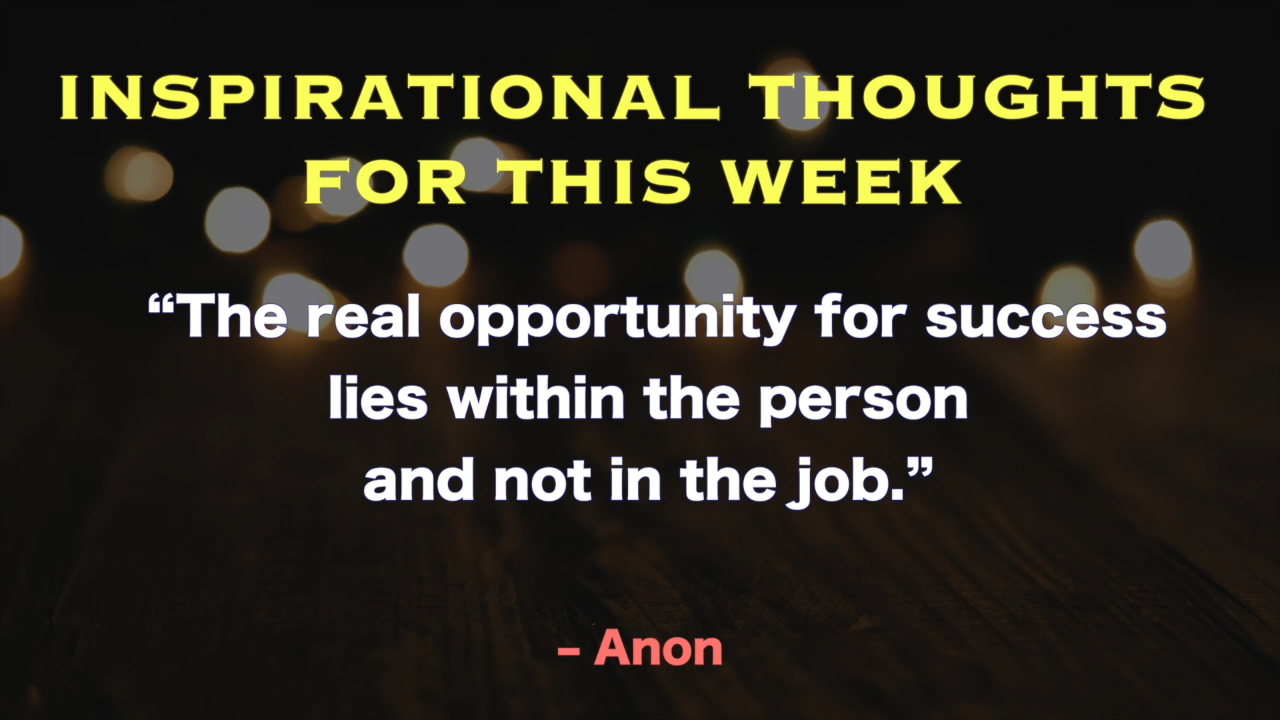 INSPIRATIONAL THOUGHTS
FOR THIS WEEK
“The real opportunity for success
lies within the person
and not in the job.”
– Anon